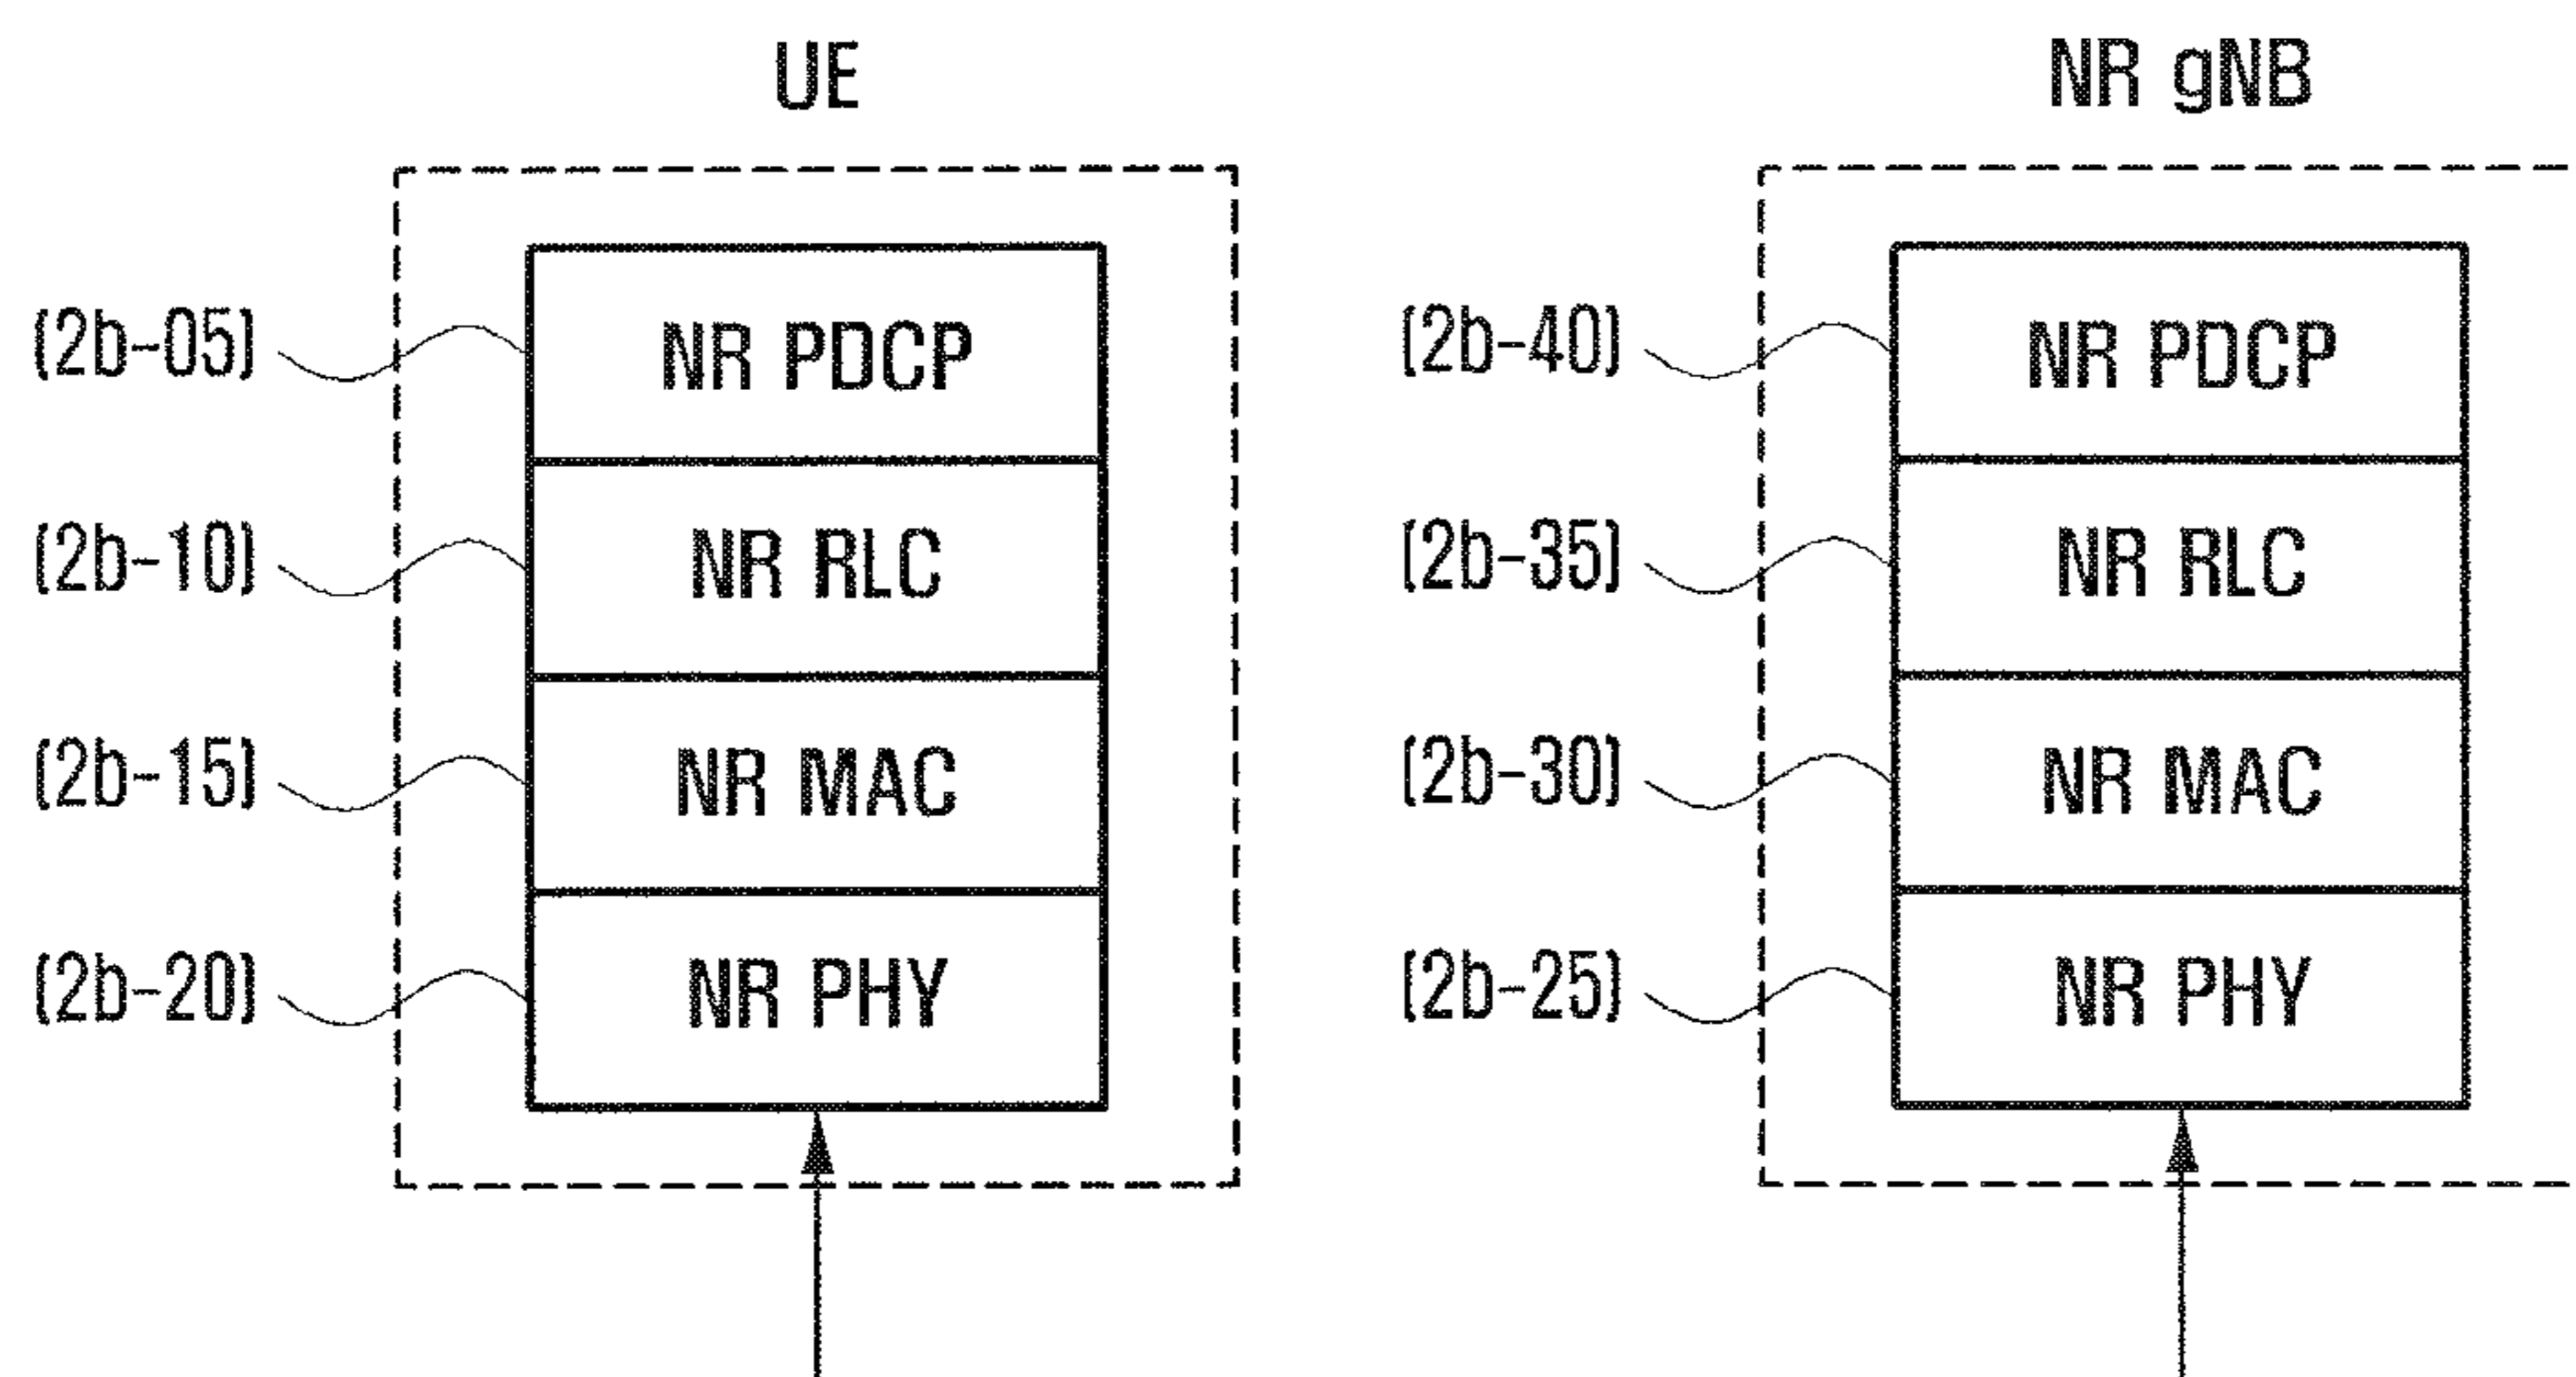 UE
(2b-05)
NR PDCP
(2b-10)
NR RLC
(2b-15)
NR MAC
(2b-20)
NR PHY
NR gNB
(2b-40)
NR PDCP
(2b-35)
NR RLC
(2b-30)
NR MAC
(2b-25)
NR PHY